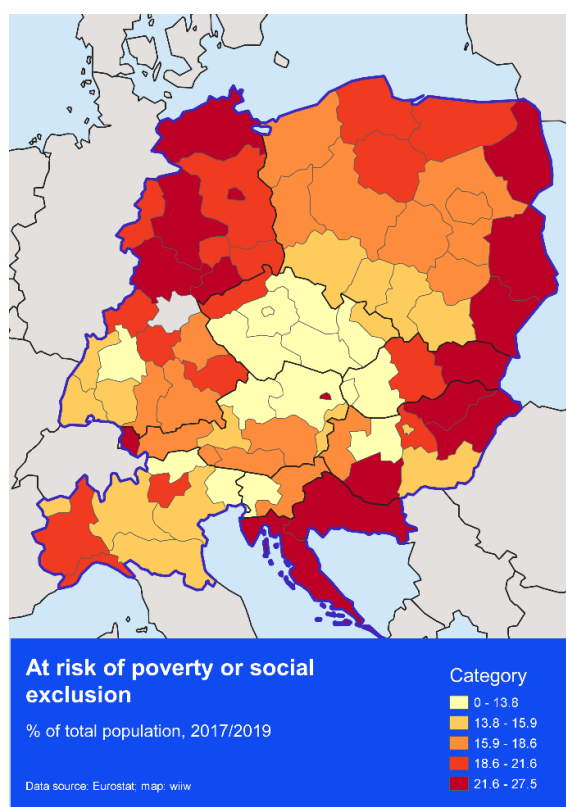 At risk of poverty or social
exclusion
% of total population, 2017/2019
Data source: Eurostat; map: wiiw
Category
0 - 13.8
13.8 - 15.9
15.9 - 18.6
18.6 - 21.6
21.6 - 27.5